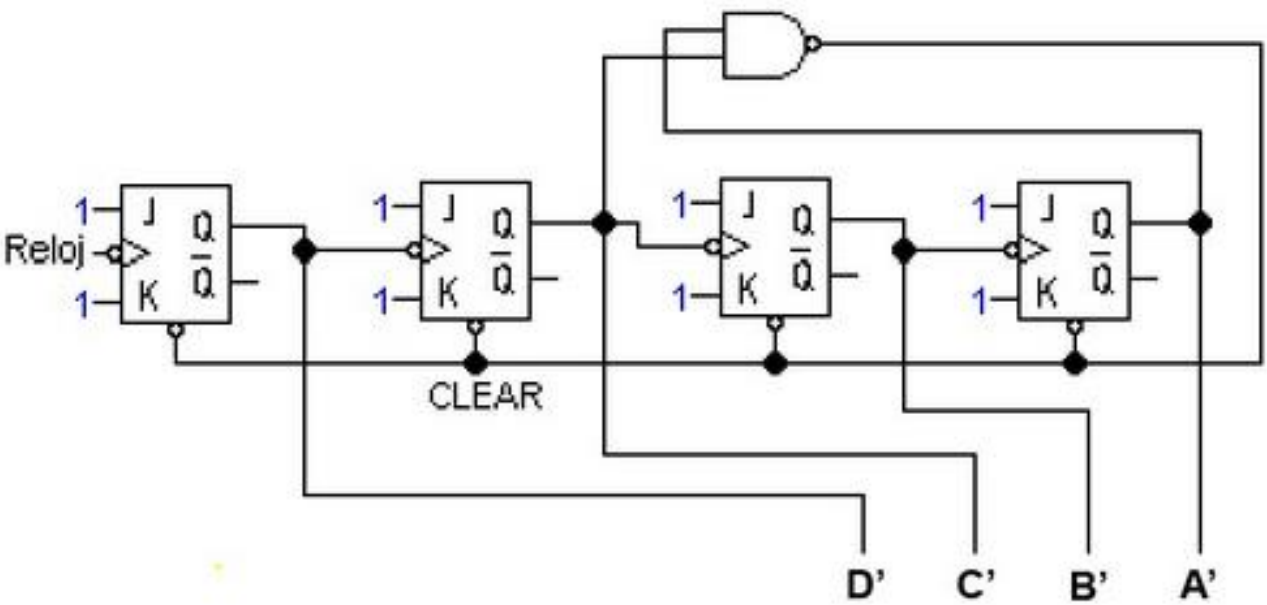 1 J Q 1 J Q 1 J Q 1 J Q
Reloj
1 K Q 1 K Q 1 K Q 1 K Q
CLEAR
D’ C’ B’ A’